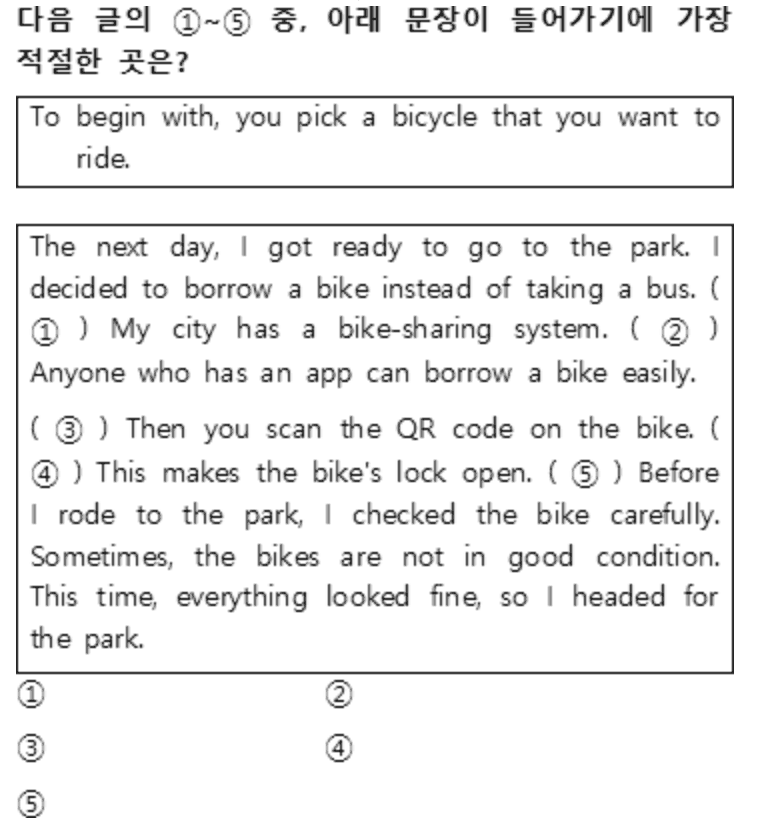 다음 글의 ①~⑤ 중, 아래 문장이 들어가기에 가장
적절한 곳은?
To begin with, you pick a bicycle that you want to
ride.
The next day, I got ready to go to the park. I
decided to borrow a bike instead of taking a bus. (
① ) My city has a bike-sharing system. ( ② )
Anyone who has an app can borrow a bike easily.
( ③ ) Then you scan the QR code on the bike. (
④ ) This makes the bike's lock open. ( ⑤ ) Before
I rode to the park, I checked the bike carefully.
Sometimes, the bikes are not in good condition.
This time, everything looked fine, so I headed for
the park.
① ②
③ ④
⑤